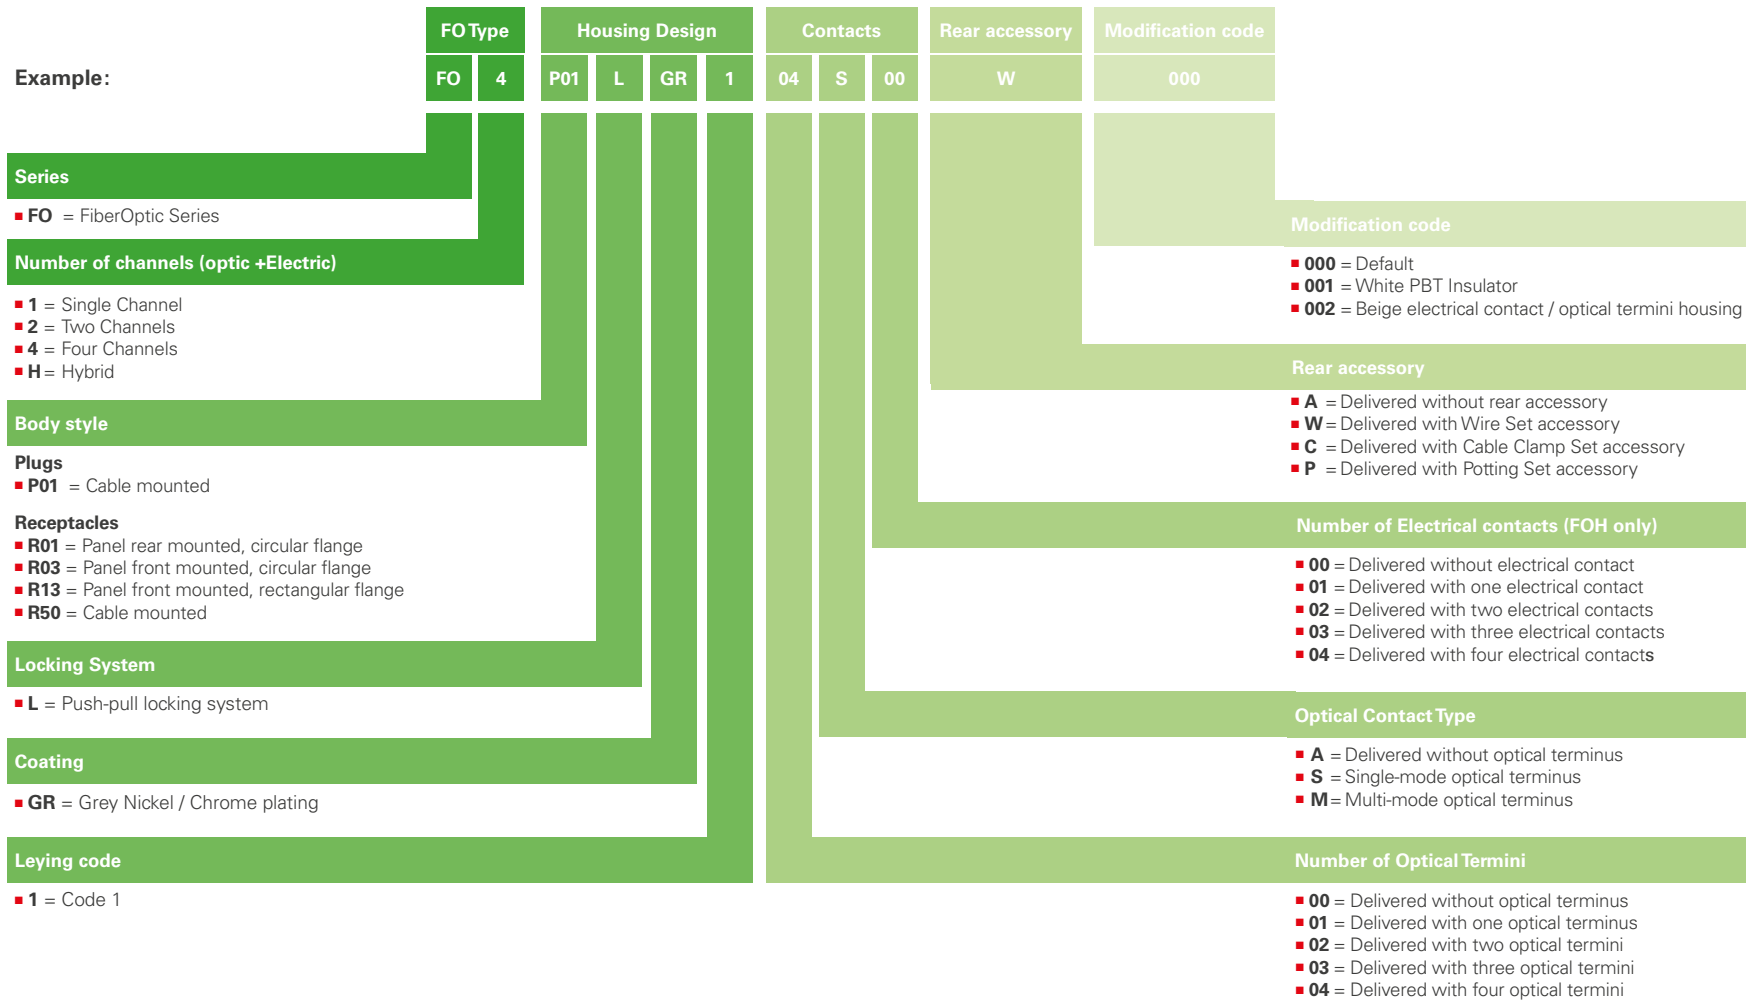 FO Type Housing Design Contacts Rear accessory Modification code
Example: FO 4 P01 L GR 1 04 S 00 W 000
Series
FO = FiberOptic Series
Number of channels (optic +Electric)
1 = Single Channel
2 = Two Channels
4 = Four Channels
H = Hybrid
Body style
Plugs
P01 = Cable mounted
Receptacles
R01 = Panel rear mounted, circular flange
R03 = Panel front mounted, circular flange
R13 = Panel front mounted, rectangular flange
R50 = Cable mounted
Locking System
L = Push-pull locking system
Coating
GR = Grey Nickel / Chrome plating
Leying code
1 = Code 1
Modification code
000 = Default
001 = White PBT Insulator
002 = Beige electrical contact / optical termini housing
Rear accessory
A = Delivered without rear accessory
W = Delivered with Wire Set accessory
C = Delivered with Cable Clamp Set accessory
P = Delivered with Potting Set accessory
Number of Electrical contacts (FOH only)
00 = Delivered without electrical contact
01 = Delivered with one electrical contact
02 = Delivered with two electrical contacts
03 = Delivered with three electrical contacts
04 = Delivered with four electrical contacts
Optical Contact Type
A = Delivered without optical terminus
S = Single-mode optical terminus
M = Multi-mode optical terminus
Number of Optical Termini
00 = Delivered without optical terminus
01 = Delivered with one optical terminus
02 = Delivered with two optical termini
03 = Delivered with three optical termini
04 = Delivered with four optical termini